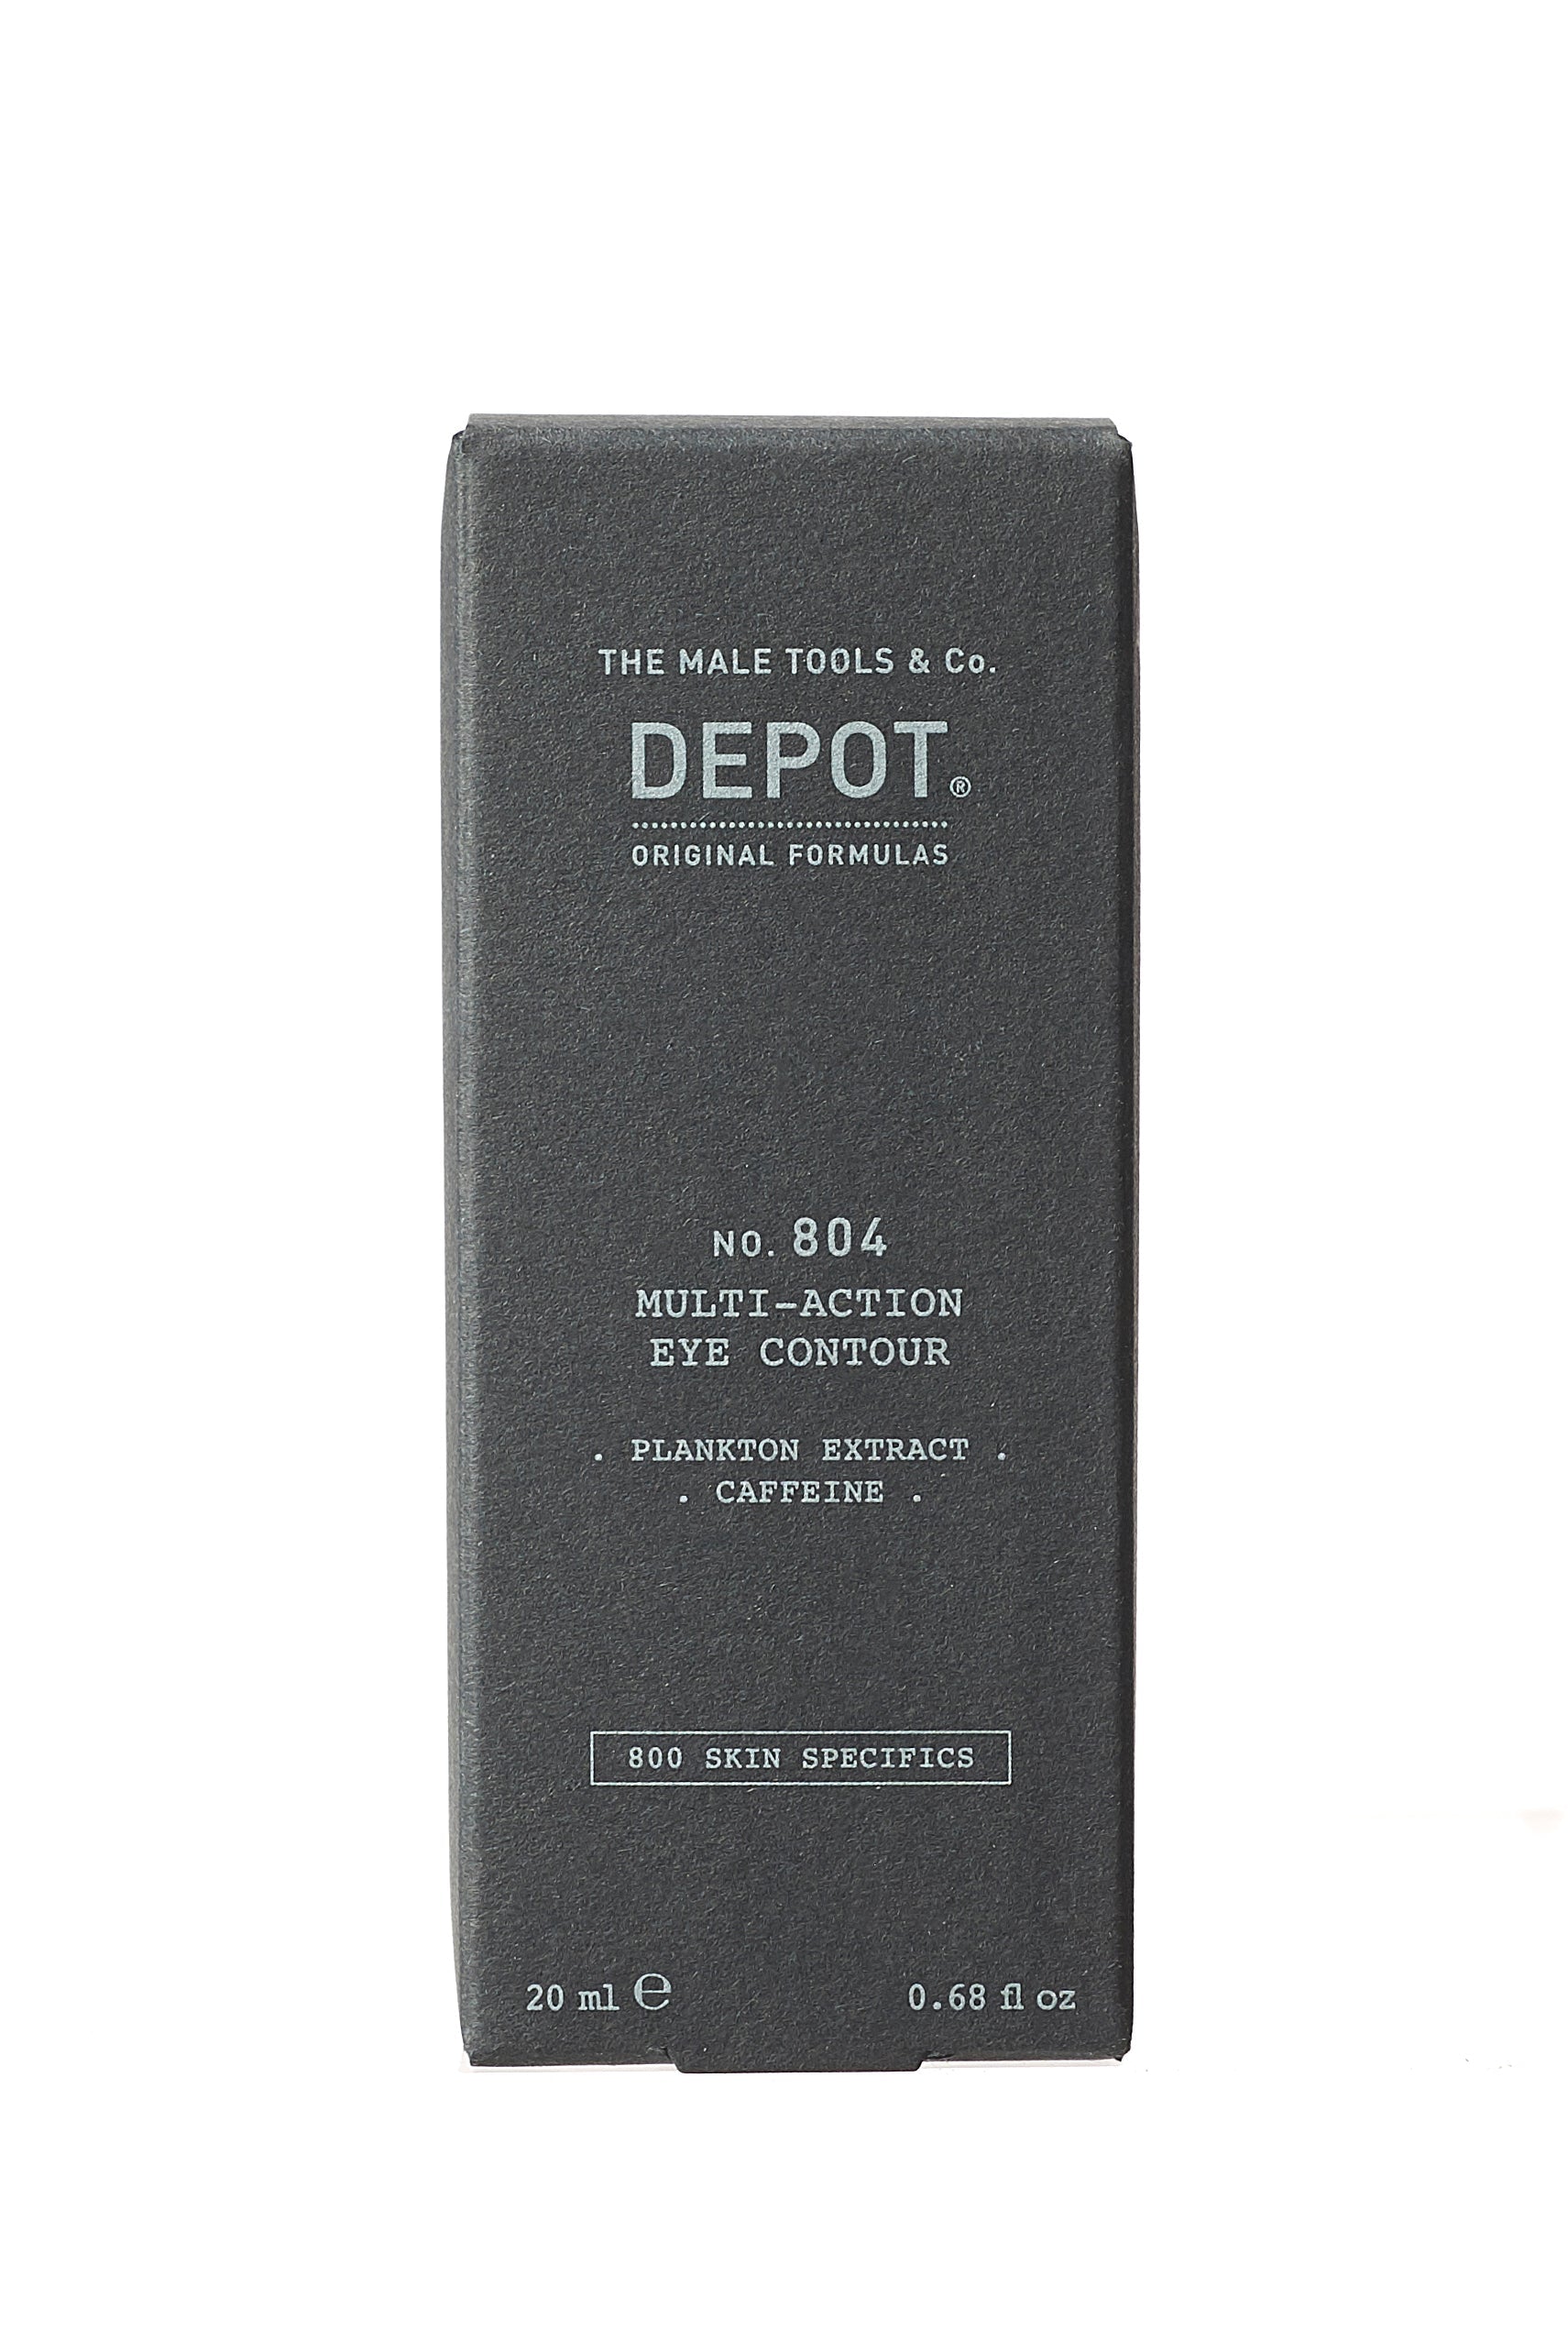 THE MALE TOOLS & Co.
DEPOT.®
ORIGINAL FORMULAS
NO. 804
MULTI-ACTION
EYE CONTOUR
. PLANKTON EXTRACT .
. CAFFEINE .
800 SKIN SPECIFICS
20 ml ℮ 0.68 fl oz